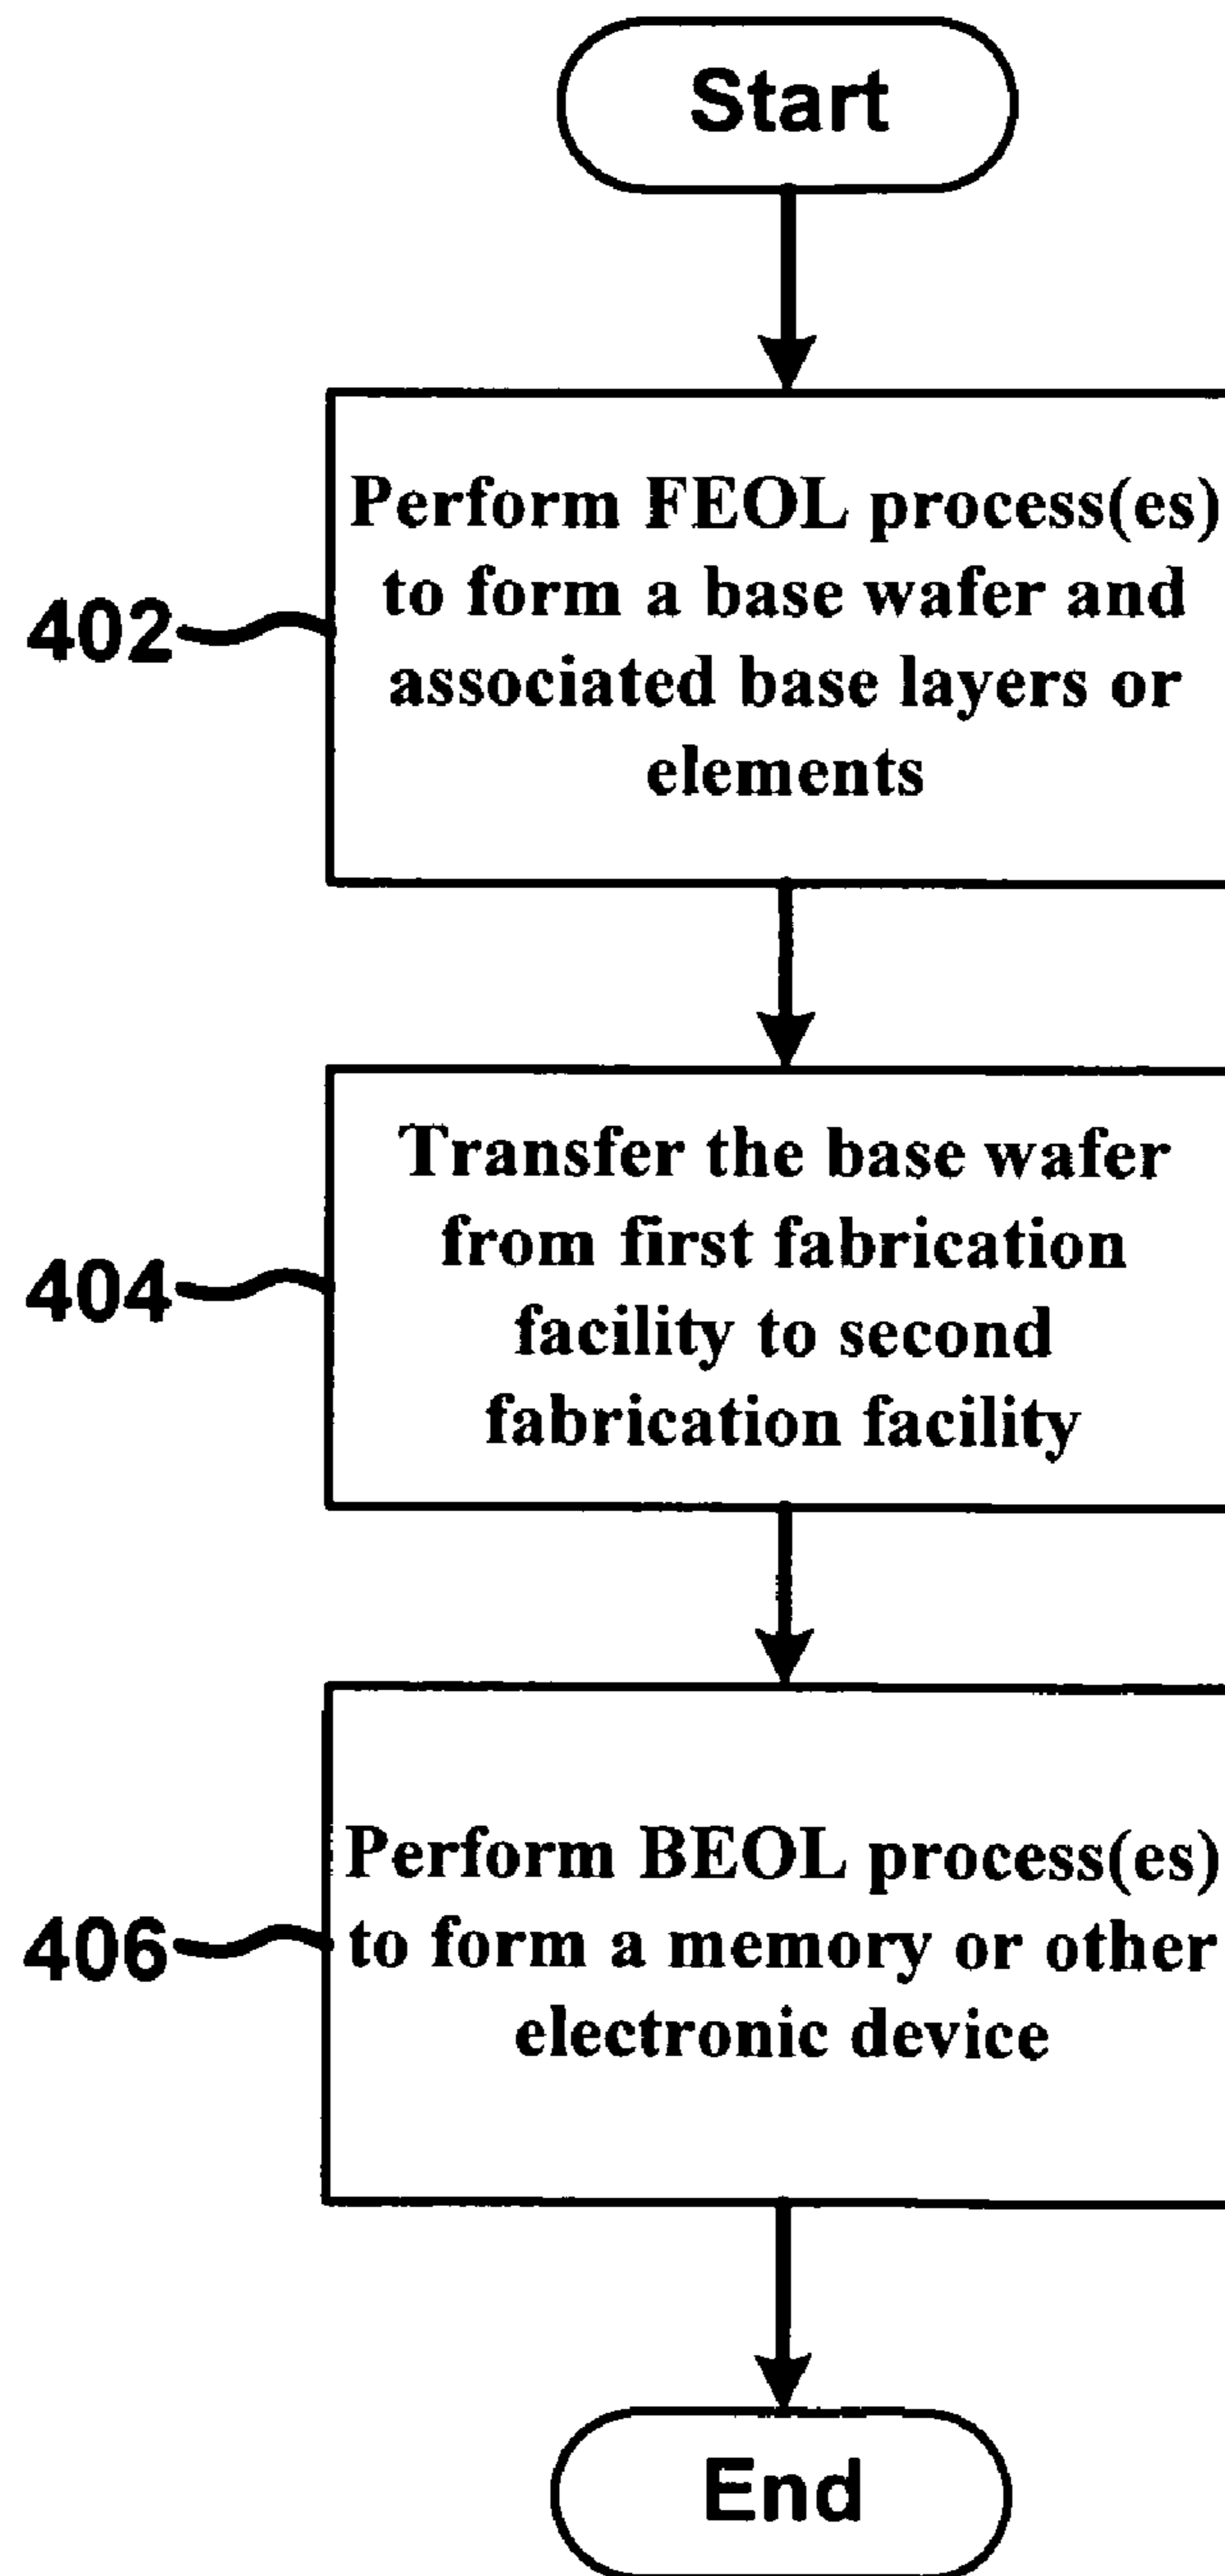 Start
Perform FEOL process(es)
to form a base wafer and
associated base layers or
elements
402
Transfer the base wafer
from first fabrication
facility to second
fabrication facility
404
Perform BEOL process(es)
to form a memory or other
electronic device
406
End